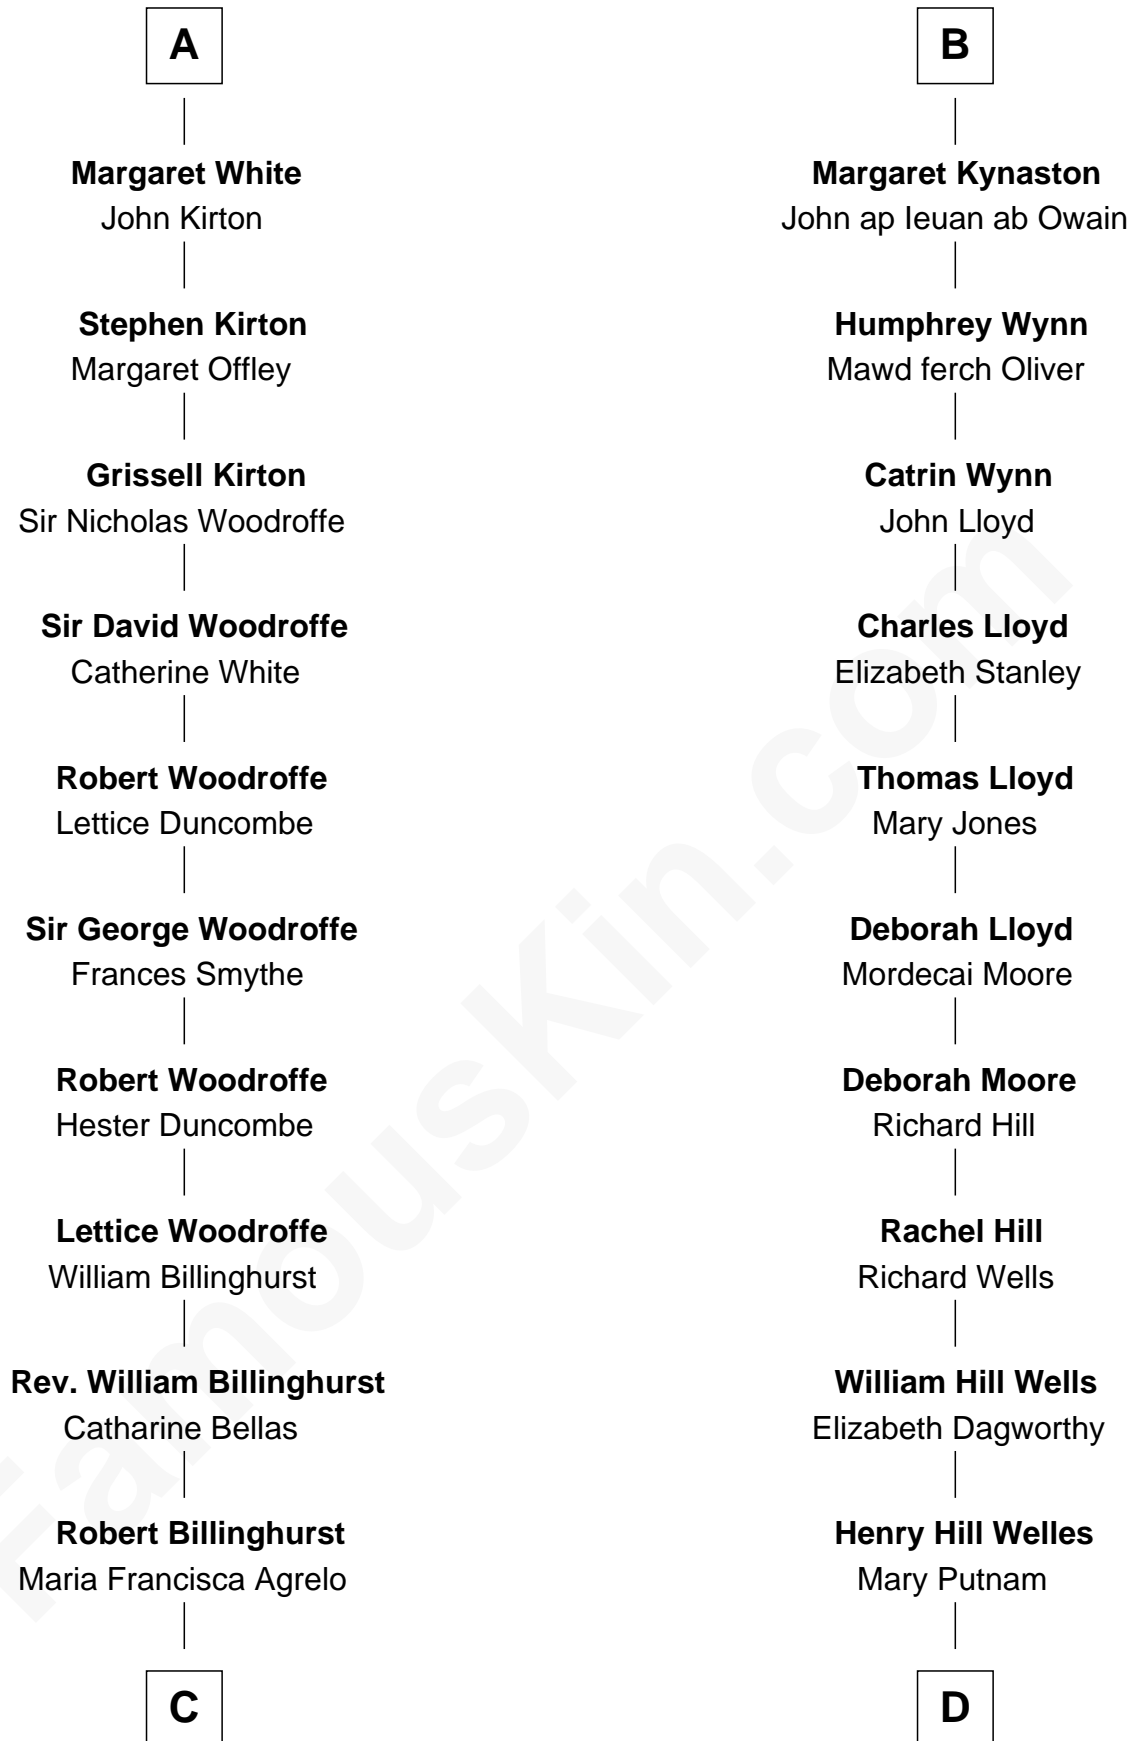 A
Margaret White
John Kirton
Stephen Kirton
Margaret Offley
Grissell Kirton
Sir Nicholas Woodroffe
Sir David Woodroffe
Catherine White
Robert Woodroffe
Lettice Duncombe
Sir George Woodroffe
Frances Smythe
Robert Woodroffe
Hester Duncombe
Lettice Woodroffe
William Billinghurst
Rev. William Billinghurst
Catharine Bellas
Robert Billinghurst
Maria Francisca Agrelo
C
B
Margaret Kynaston
John ap Ieuan ab Owain
Humphrey Wynn
Mawd ferch Oliver
Catrin Wynn
John Lloyd
Charles Lloyd
Elizabeth Stanley
Thomas Lloyd
Mary Jones
Deborah Lloyd
Mordecai Moore
Deborah Moore
Richard Hill
Rachel Hill
Richard Wells
William Hill Wells
Elizabeth Dagworthy
Henry Hill Welles
Mary Putnam
D
FamousKin.com